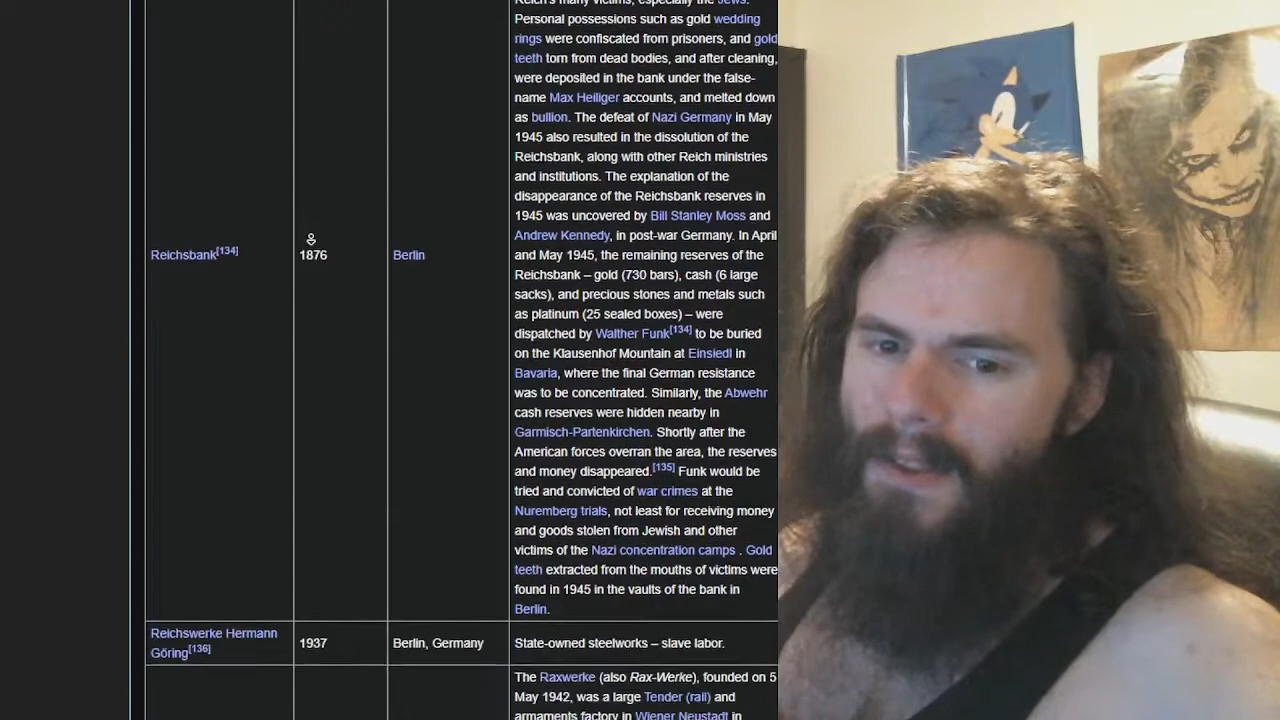 Reich's many victims, especially the Jews.
Personal possessions such as gold wedding
rings were confiscated from prisoners, and gold
teeth torn from dead bodies, and after cleaning,
were deposited in the bank under the false-
name Max Heiliger accounts, and melted down
as bullion. The defeat of Nazi Germany in May
1945 also resulted in the dissolution of the
Reichsbank, along with other Reich ministries
and institutions. The explanation of the
disappearance of the Reichsbank reserves in
1945 was uncovered by Bill Stanley Moss and
Andrew Kennedy, in post-war Germany. In April
Reichsbank[134] 1876 Berlin and May 1945, the remaining reserves of the
Reichsbank – gold (730 bars), cash (6 large
sacks), and precious stones and metals such
as platinum (25 sealed boxes) – were
dispatched by Walther Funk[134] to be buried
on the Klausenhof Mountain at Einsiedl in
Bavaria, where the final German resistance
was to be concentrated. Similarly, the Abwehr
cash reserves were hidden nearby in
Garmisch-Partenkirchen. Shortly after the
American forces overran the area, the reserves
and money disappeared.[135] Funk would be
tried and convicted of war crimes at the
Nuremberg trials, not least for receiving money
and goods stolen from Jewish and other
victims of the Nazi concentration camps . Gold
teeth extracted from the mouths of victims were
found in 1945 in the vaults of the bank in
Berlin.
Reichswerke Hermann
Göring[136] 1937 Berlin, Germany State-owned steelworks – slave labor.
The Raxwerke (also Rax-Werke), founded on 5
May 1942, was a large Tender (rail) and
armaments factory in Wiener Neustadt in